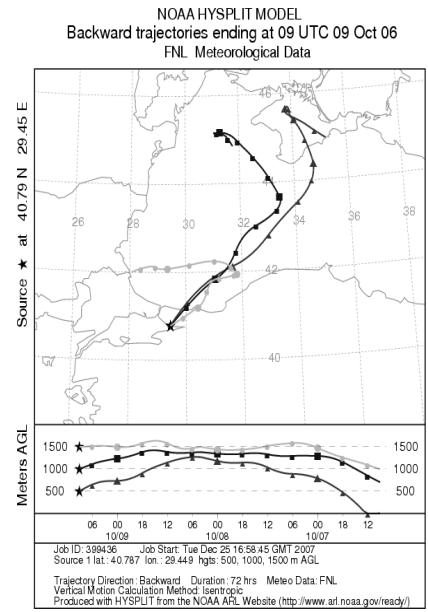 NOAA HYSPLIT MODEL
Backward trajectories ending at 09 UTC 09 Oct 06
FNL Meteorological Data
Source ★ at 40.79 N 29.45 E
46
44
26 28 30 32 34 36 38
42
40
Meters AGL
1500 1500
1000 1000
500 500
06 00 18 12 06 00 18 12 06 00 18 12
10/09 10/08 10/07
Job ID: 399436 Job Start: Tue Dec 25 16:58:45 GMT 2007
Source 1 lat.: 40.787 lon.: 29.449 hgts: 500, 1000, 1500 m AGL
Trajectory Direction: Backward Duration: 72 hrs Meteo Data: FNL
Vertical Motion Calculation Method: Isentropic
Produced with HYSPLIT from the NOAA ARL Website (http://www.arl.noaa.gov/ready/)